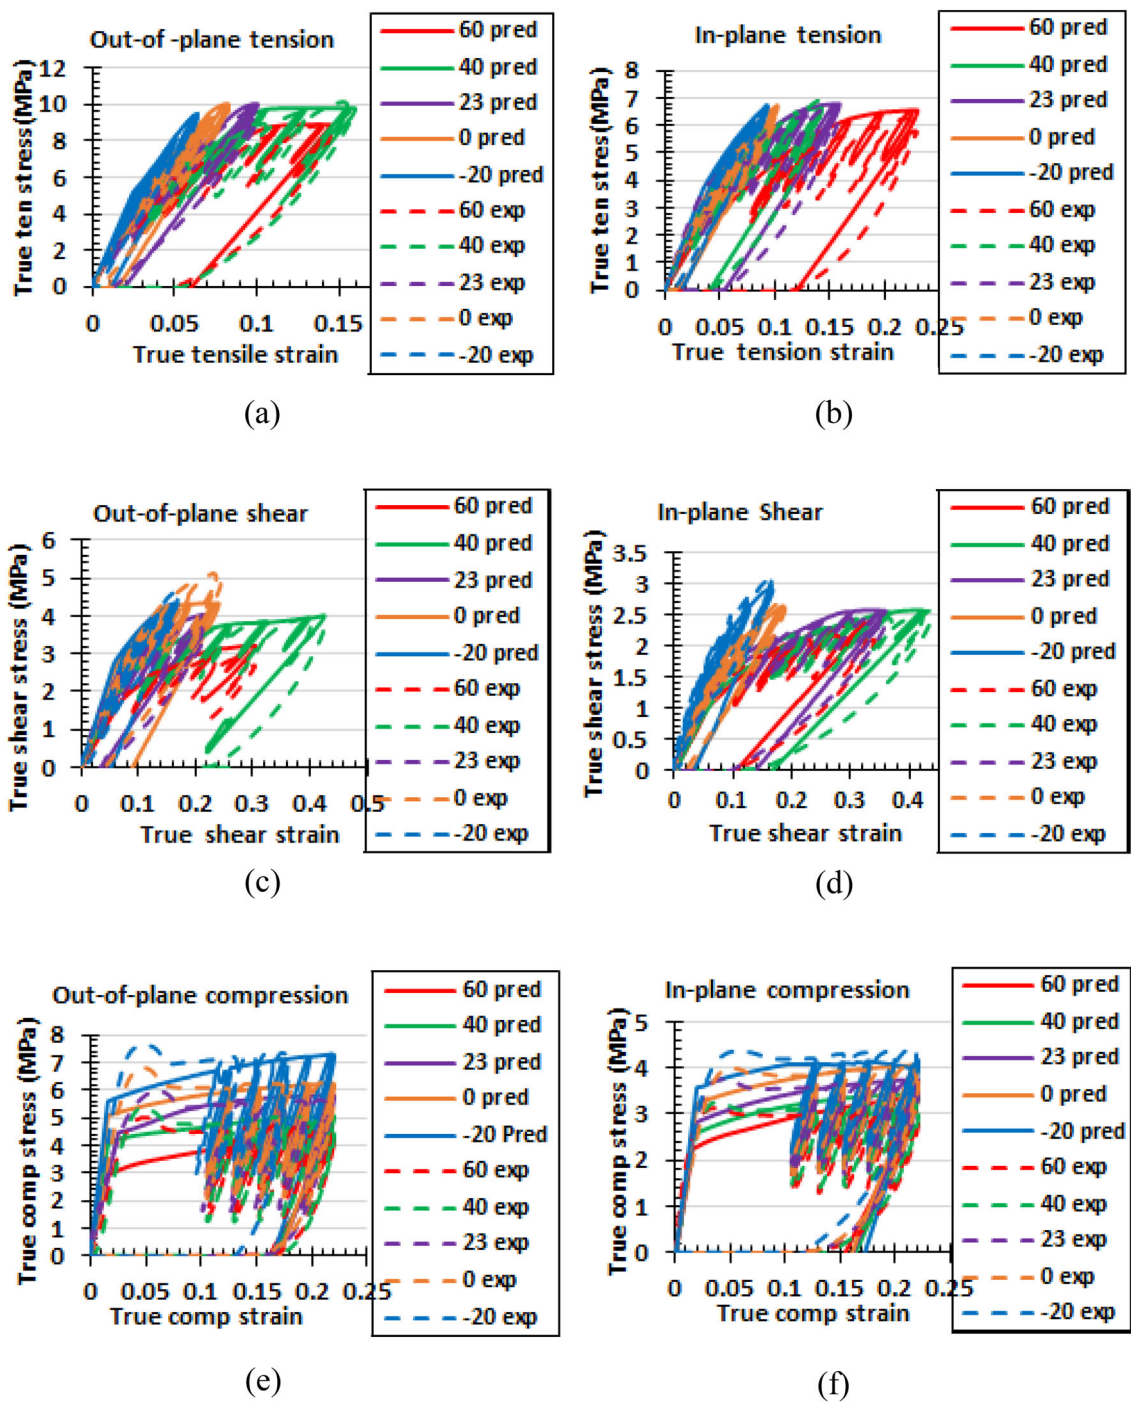 Out-of -plane tension
True ten stress(MPa)
12
10
8
6
4
2
0
0 0.05 0.1 0.15
True tensile strain
60 pred
40 pred
23 pred
0 pred
-20 pred
60 exp
40 exp
23 exp
0 exp
-20 exp
(a)
In-plane tension
True ten stress(MPa)
8
7
6
5
4
3
2
1
0
0 0.05 0.1 0.15 0.2 0.25
True tension strain
60 pred
40 pred
23 pred
0 pred
-20 pred
60 exp
40 exp
23 exp
0 exp
-20 exp
(b)
Out-of-plane shear
True shear stress (MPa)
6
5
4
3
2
1
0
0 0.1 0.2 0.3 0.4 0.5
True shear strain
60 pred
40 pred
23 pred
0 pred
-20 pred
60 exp
40 exp
23 exp
0 exp
-20 exp
(c)
In-plane Shear
True shear stress (MPa)
3.5
3
2.5
2
1.5
1
0.5
0
0 0.1 0.2 0.3 0.4
True shear strain
60 pred
40 pred
23 pred
0 pred
-20 pred
60 exp
40 exp
23 exp
0 exp
-20 exp
(d)
Out-of-plane compression
True comp stress (MPa)
8
7
6
5
4
3
2
1
0
0 0.05 0.1 0.15 0.2 0.25
True comp strain
60 pred
40 pred
23 pred
0 pred
-20 Pred
60 exp
40 exp
23 exp
0 exp
-20 exp
(e)
In-plane compression
True comp stress (MPa)
5
4
3
2
1
0
0 0.05 0.1 0.15 0.2 0.25
True comp strain
60 pred
40 pred
23 pred
0 pred
-20 pred
60 exp
40 exp
23 exp
0 exp
-20 exp
(f)